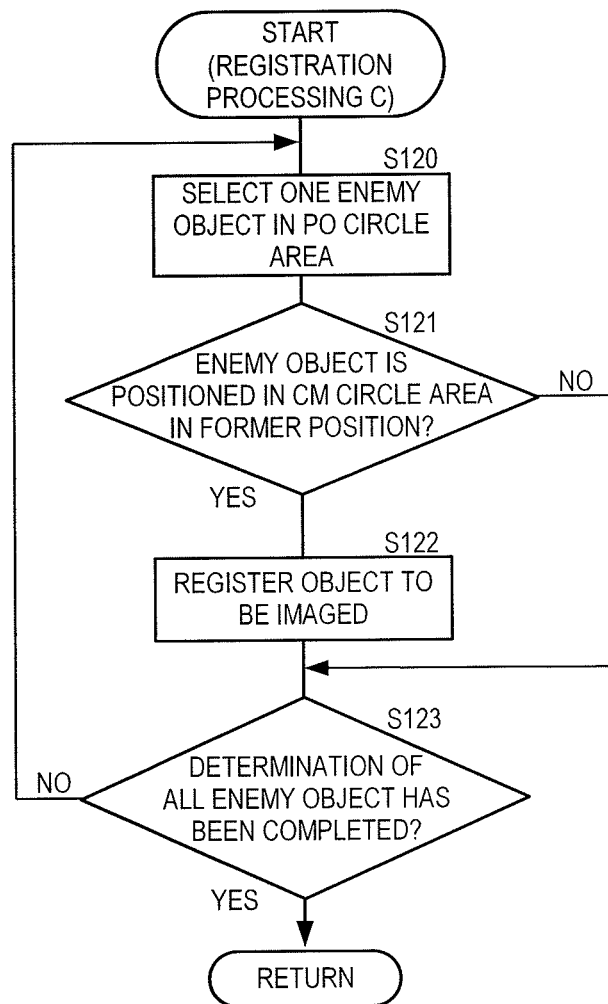 START
(REGISTRATION
PROCESSING C)
S120
SELECT ONE ENEMY
OBJECT IN PO CIRCLE
AREA
S121
ENEMY OBJECT IS
POSITIONED IN CM CIRCLE AREA
IN FORMER POSITION?
NO
YES
S122
REGISTER OBJECT TO
BE IMAGED
S123
DETERMINATION OF
ALL ENEMY OBJECT HAS
BEEN COMPLETED?
NO
YES
RETURN